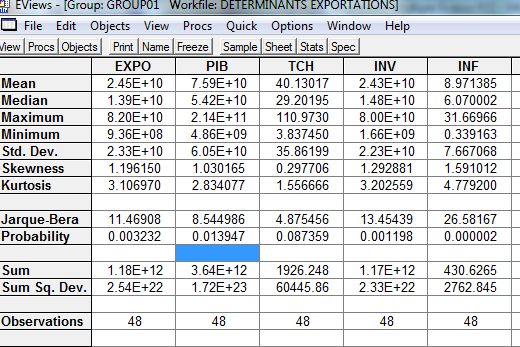 EViews - [Group: GROUP01 Workfile: DETERMINANTS EXPORTATIONS]
File Edit Objects View Procs Quick Options Window Help
View Procs Objects Print Name Freeze Sample Sheet Stats Spec
EXPO PIB TCH INV INF
Mean 2.45E+10 7.59E+10 40.13017 2.43E+10 8.971385
Median 1.39E+10 5.42E+10 29.20195 1.48E+10 6.070002
Maximum 8.20E+10 2.14E+11 110.9730 8.00E+10 31.66966
Minimum 9.36E+08 4.86E+09 3.837450 1.66E+09 0.339163
Std. Dev. 2.33E+10 6.05E+10 35.86199 2.23E+10 7.667068
Skewness 1.196150 1.030165 0.297706 1.292881 1.591012
Kurtosis 3.106970 2.834077 1.556666 3.202559 4.779200
Jarque-Bera 11.46908 8.544986 4.875456 13.45439 26.58167
Probability 0.003232 0.013947 0.087359 0.001198 0.000002
Sum 1.18E+12 3.64E+12 1926.248 1.17E+12 430.6265
Sum Sq. Dev. 2.54E+22 1.72E+23 60445.86 2.33E+22 2762.845
Observations 48 48 48 48 48